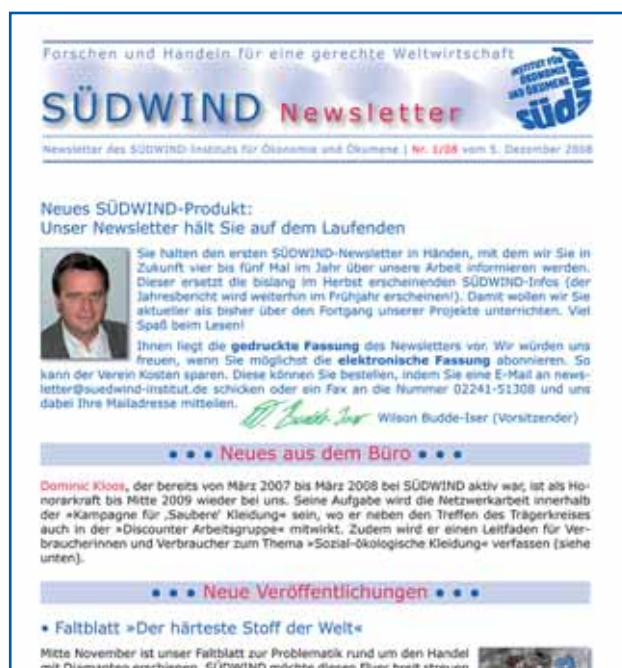 Forschen und Handeln für eine gerechte Weltwirtschaft
INSTITUT FÜR
ÖKONOMIE
UND ÖKUMENE
SÜDWIND Newsletter
Newsletter des SÜDWIND-Instituts für Ökonomie und Ökumene | Nr. 1/08 vom 5. Dezember 2008
Neues SÜDWIND-Produkt:
Unser Newsletter hält Sie auf dem Laufenden
Sie halten den ersten SÜDWIND-Newsletter in Händen, mit dem wir Sie in
Zukunft vier bis fünf Mal im Jahr über unsere Arbeit informieren werden.
Dieser ersetzt die bislang im Herbst erscheinenden SÜDWIND-Infos (der
Jahresbericht wird weiterhin im Frühjahr erscheinen!). Damit wollen wir Sie
aktueller als bisher über den Fortgang unserer Projekte unterrichten. Viel
Spaß beim Lesen!
Ihnen liegt die gedruckte Fassung des Newsletters vor. Wir würden uns
freuen, wenn Sie möglichst die elektronische Fassung abonnieren. So
kann der Verein Kosten sparen. Diese können Sie bestellen, indem Sie eine E-Mail an news-
letter@suedwind-institut.de schicken oder ein Fax an die Nummer 02241-51308 und uns
dabei Ihre Mailadresse mitteilen.
Wilson Budde-Iser (Vorsitzender)
• • • Neues aus dem Büro • • •
Dominic Kloos, der bereits von März 2007 bis März 2008 bei SÜDWIND aktiv war, ist als Ho-
norarkraft bis Mitte 2009 wieder bei uns. Seine Aufgabe wird die Netzwerkarbeit innerhalb
der »Kampagne für ‚Saubere' Kleidung« sein, wo er neben den Treffen des Trägerkreises
auch in der »Discounter Arbeitsgruppe« mitwirkt. Zudem wird er einen Leitfaden für Ver-
braucherinnen und Verbraucher zum Thema »Sozial-ökologische Kleidung« verfassen (siehe
unten).
• • • Neue Veröffentlichungen • • •
• Faltblatt »Der härteste Stoff der Welt«
Mitte November ist unser Faltblatt zur Problematik rund um den Handel
mit Diamanten erschienen. SÜDWIND möchte diesen Flyer breit streuen